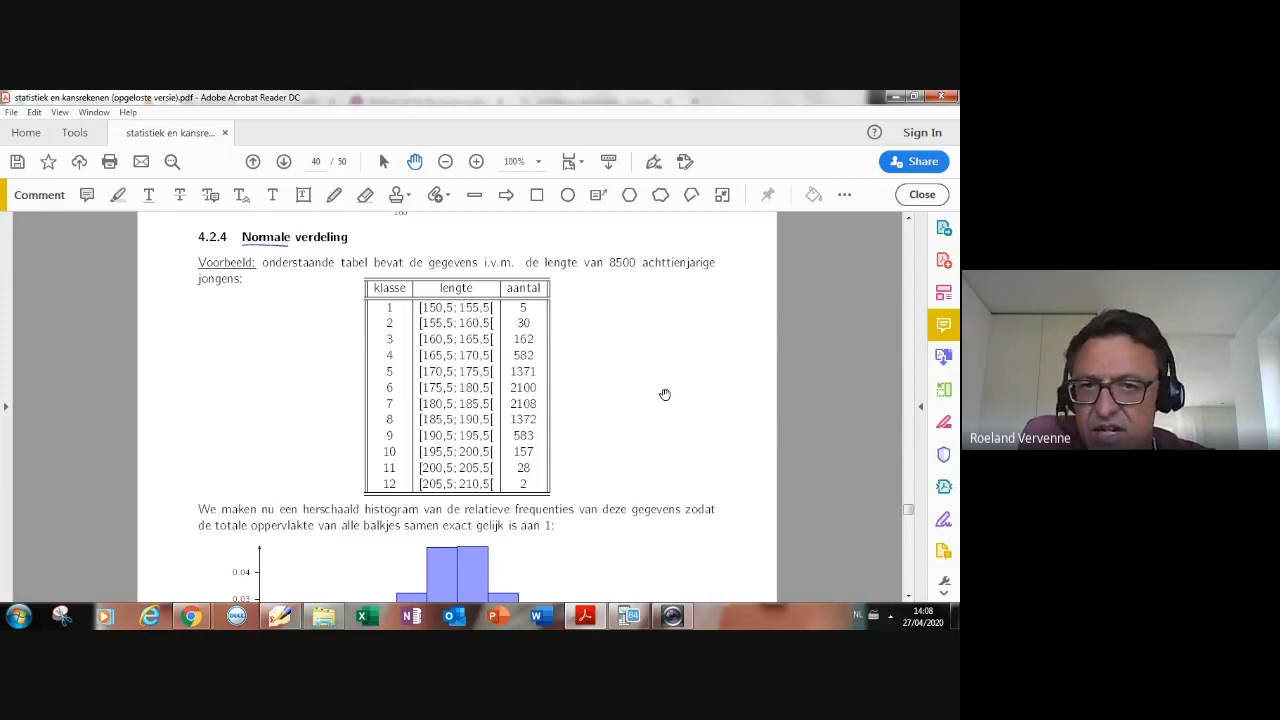 statistiek en kansrekenen (opgeloste versie).pdf - Adobe Acrobat Reader DC
File Edit View Window Help
Home Tools statistiek en kansre... × Sign In
40 / 50 100% Share
Comment Close
160
4.2.4 Normale verdeling
Voorbeeld: onderstaande tabel bevat de gegevens i.v.m. de lengte van 8500 achttienjarige
jongens:
klasse lengte aantal
1 [150,5; 155,5[ 5
2 [155,5; 160,5[ 30
3 [160,5; 165,5[ 162
4 [165,5; 170,5[ 582
5 [170,5; 175,5[ 1371
6 [175,5; 180,5[ 2100
7 [180,5; 185,5[ 2108
8 [185,5; 190,5[ 1372
9 [190,5; 195,5[ 583
10 [195,5; 200,5[ 157
11 [200,5; 205,5[ 28
12 [205,5; 210,5[ 2
We maken nu een herschaald histogram van de relatieve frequenties van deze gegevens zodat
de totale oppervlakte van alle balkjes samen exact gelijk is aan 1:
0.04
0.03
Roeland Vervenne
NL 14:08
27/04/2020